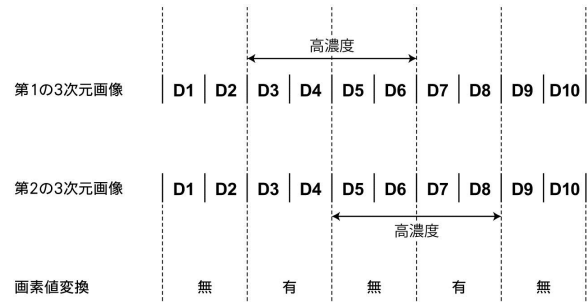 高濃度
第1の3次元画像 D1 D2 D3 D4 D5 D6 D7 D8 D9 D10
第2の3次元画像 D1 D2 D3 D4 D5 D6 D7 D8 D9 D10
高濃度
画素値変換 無 有 無 有 無